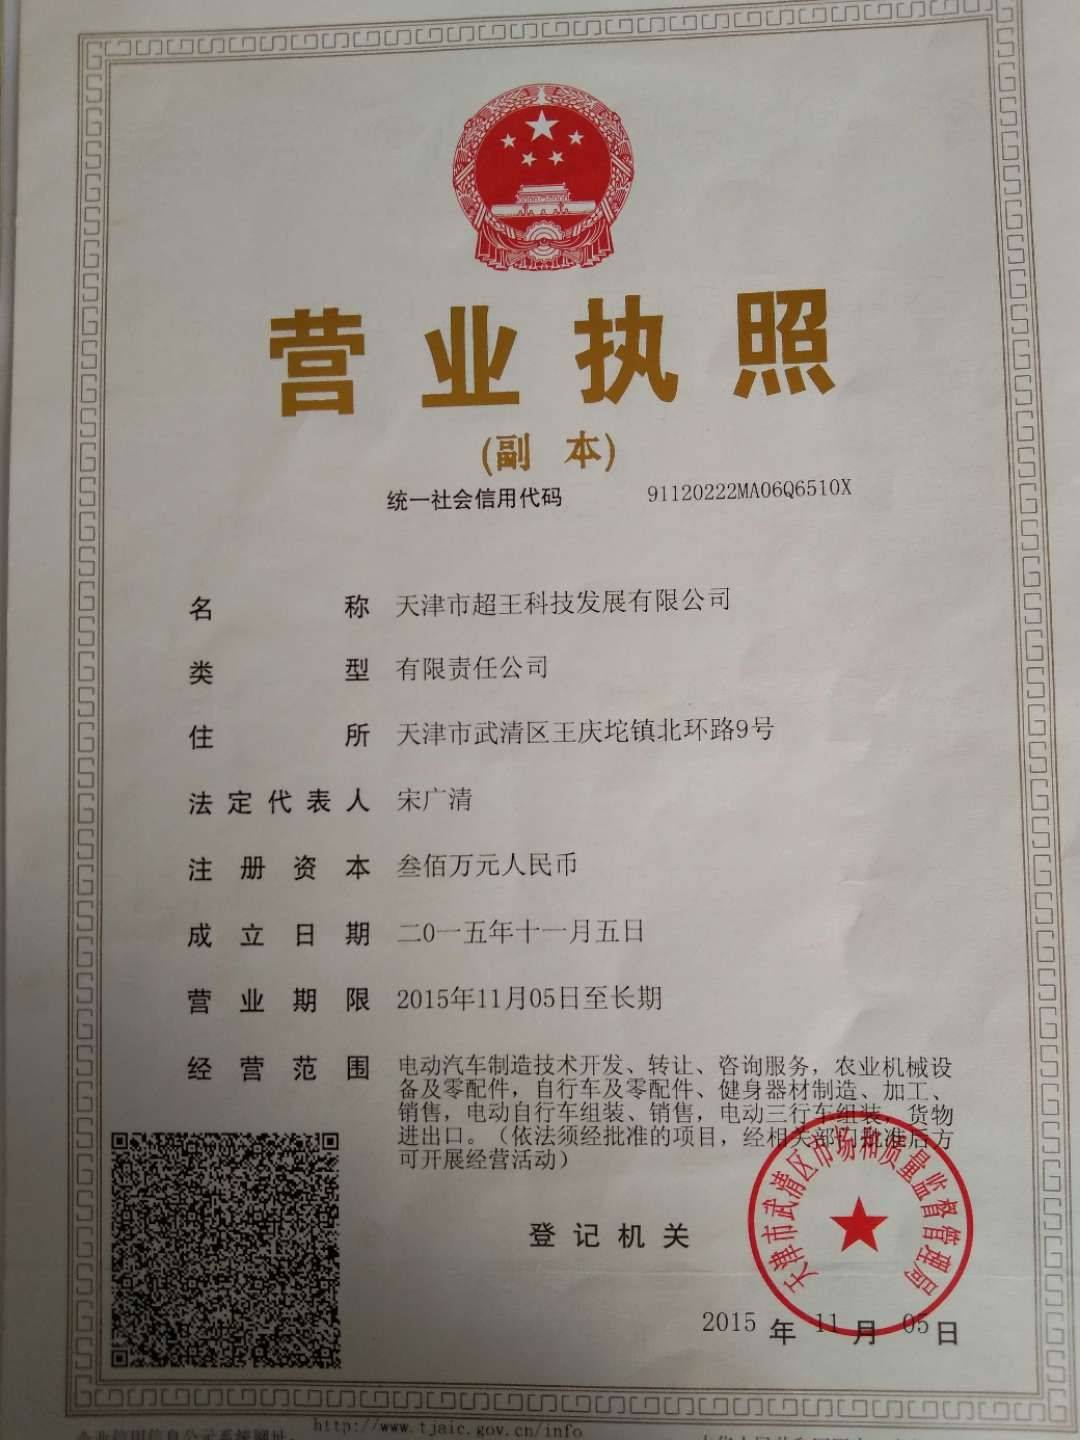 营业执照
(副 本)
统一社会信用代码 91120222MA06Q6510X
名称 天津市超王科技发展有限公司
类型 有限责任公司
住所 天津市武清区王庆坨镇北环路9号
法定代表人 宋广清
注册资本 叁佰万元人民币
成立日期 二0一五年十一月五日
营业期限 2015年11月05日至长期
经营范围 电动汽车制造技术开发、转让、咨询服务，农业机械设
备及零配件，自行车及零配件、健身器材制造、加工、
销售，电动自行车组装、销售，电动三行车组装，货物
进出口。（依法须经批准的项目，经相关部门批准后方
可开展经营活动）
登记机关
天津市武清区市场和质量监督管理局
2015 年 11 月 05 日
企业信用信息公示系统网址: http://www.tjaic.gov.cn/info